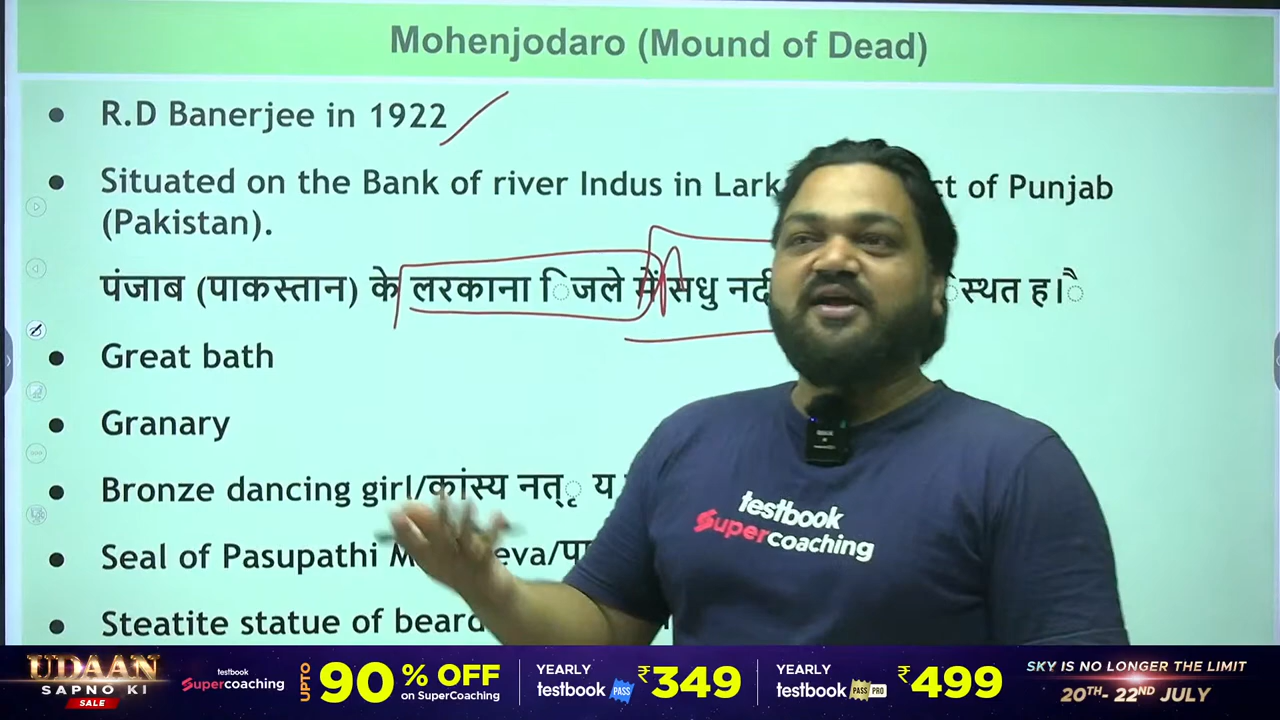 Mohenjodaro (Mound of Dead)
R.D Banerjee in 1922
Situated on the Bank of river Indus in Lark ct of Punjab
(Pakistan).
पंजाब (पाकस्तान) के लरकाना िजले में सधु नदी िस्थत ह।ै
Great bath
Granary
Bronze dancing girl/कांस्य नत्ृ य
Seal of Pasupathi M eva/पा
Steatite statue of beard
testbook
Supercoaching
UDAAN
SAPNO KI
SALE
testbook
Supercoaching
UPTO
90% OFF
on SuperCoaching
YEARLY
testbook PASS
₹349
YEARLY
testbook PASS PRO
₹499
SKY IS NO LONGER THE LIMIT
20TH- 22ND JULY